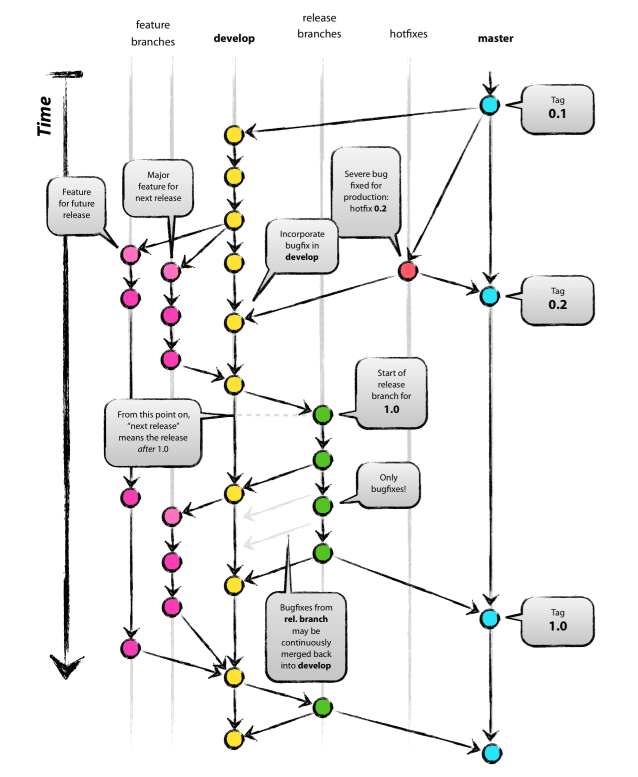 feature
branches
develop
release
branches
hotfixes
master
Time
Tag
0.1
Major
feature for
next release
Feature
for future
release
Severe bug
fixed for
production:
hotfix 0.2
Incorporate
bugfix in
develop
Tag
0.2
Start of
release
branch for
1.0
From this point on,
“next release”
means the release
after 1.0
Only
bugfixes!
Bugfixes from
rel. branch
may be
continuously
merged back
into develop
Tag
1.0